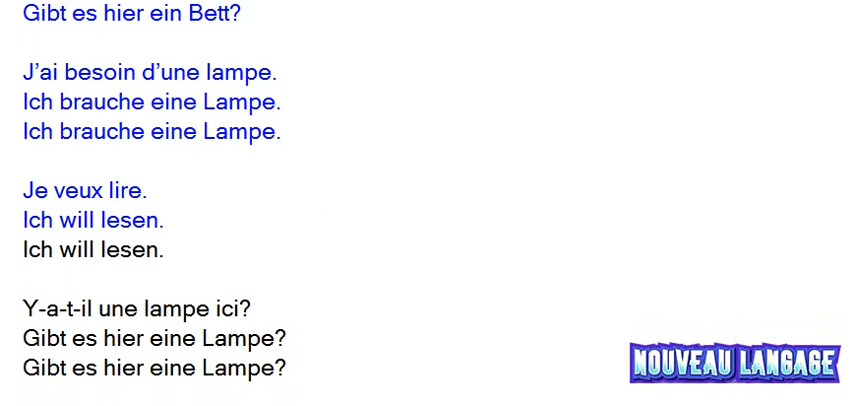 Gibt es hier ein Bett?
J'ai besoin d'une lampe.
Ich brauche eine Lampe.
Ich brauche eine Lampe.
Je veux lire.
Ich will lesen.
Ich will lesen.
Y-a-t-il une lampe ici?
Gibt es hier eine Lampe?
Gibt es hier eine Lampe?
NOUVEAU LANGAGE